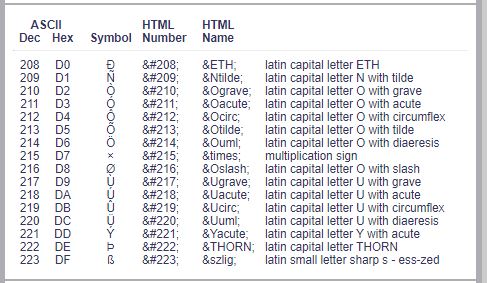 ASCII HTML HTML
Dec Hex Symbol Number Name
208 D0 Ð &#208; &ETH; latin capital letter ETH
209 D1 Ñ &#209; &Ntilde; latin capital letter N with tilde
210 D2 Ò &#210; &Ograve; latin capital letter O with grave
211 D3 Ó &#211; &Oacute; latin capital letter O with acute
212 D4 Ô &#212; &Ocirc; latin capital letter O with circumflex
213 D5 Õ &#213; &Otilde; latin capital letter O with tilde
214 D6 Ö &#214; &Ouml; latin capital letter O with diaeresis
215 D7 × &#215; &times; multiplication sign
216 D8 Ø &#216; &Oslash; latin capital letter O with slash
217 D9 Ù &#217; &Ugrave; latin capital letter U with grave
218 DA Ú &#218; &Uacute; latin capital letter U with acute
219 DB Û &#219; &Ucirc; latin capital letter U with circumflex
220 DC Ü &#220; &Uuml; latin capital letter U with diaeresis
221 DD Ý &#221; &Yacute; latin capital letter Y with acute
222 DE Þ &#222; &THORN; latin capital letter THORN
223 DF ß &#223; &szlig; latin small letter sharp s - ess-zed